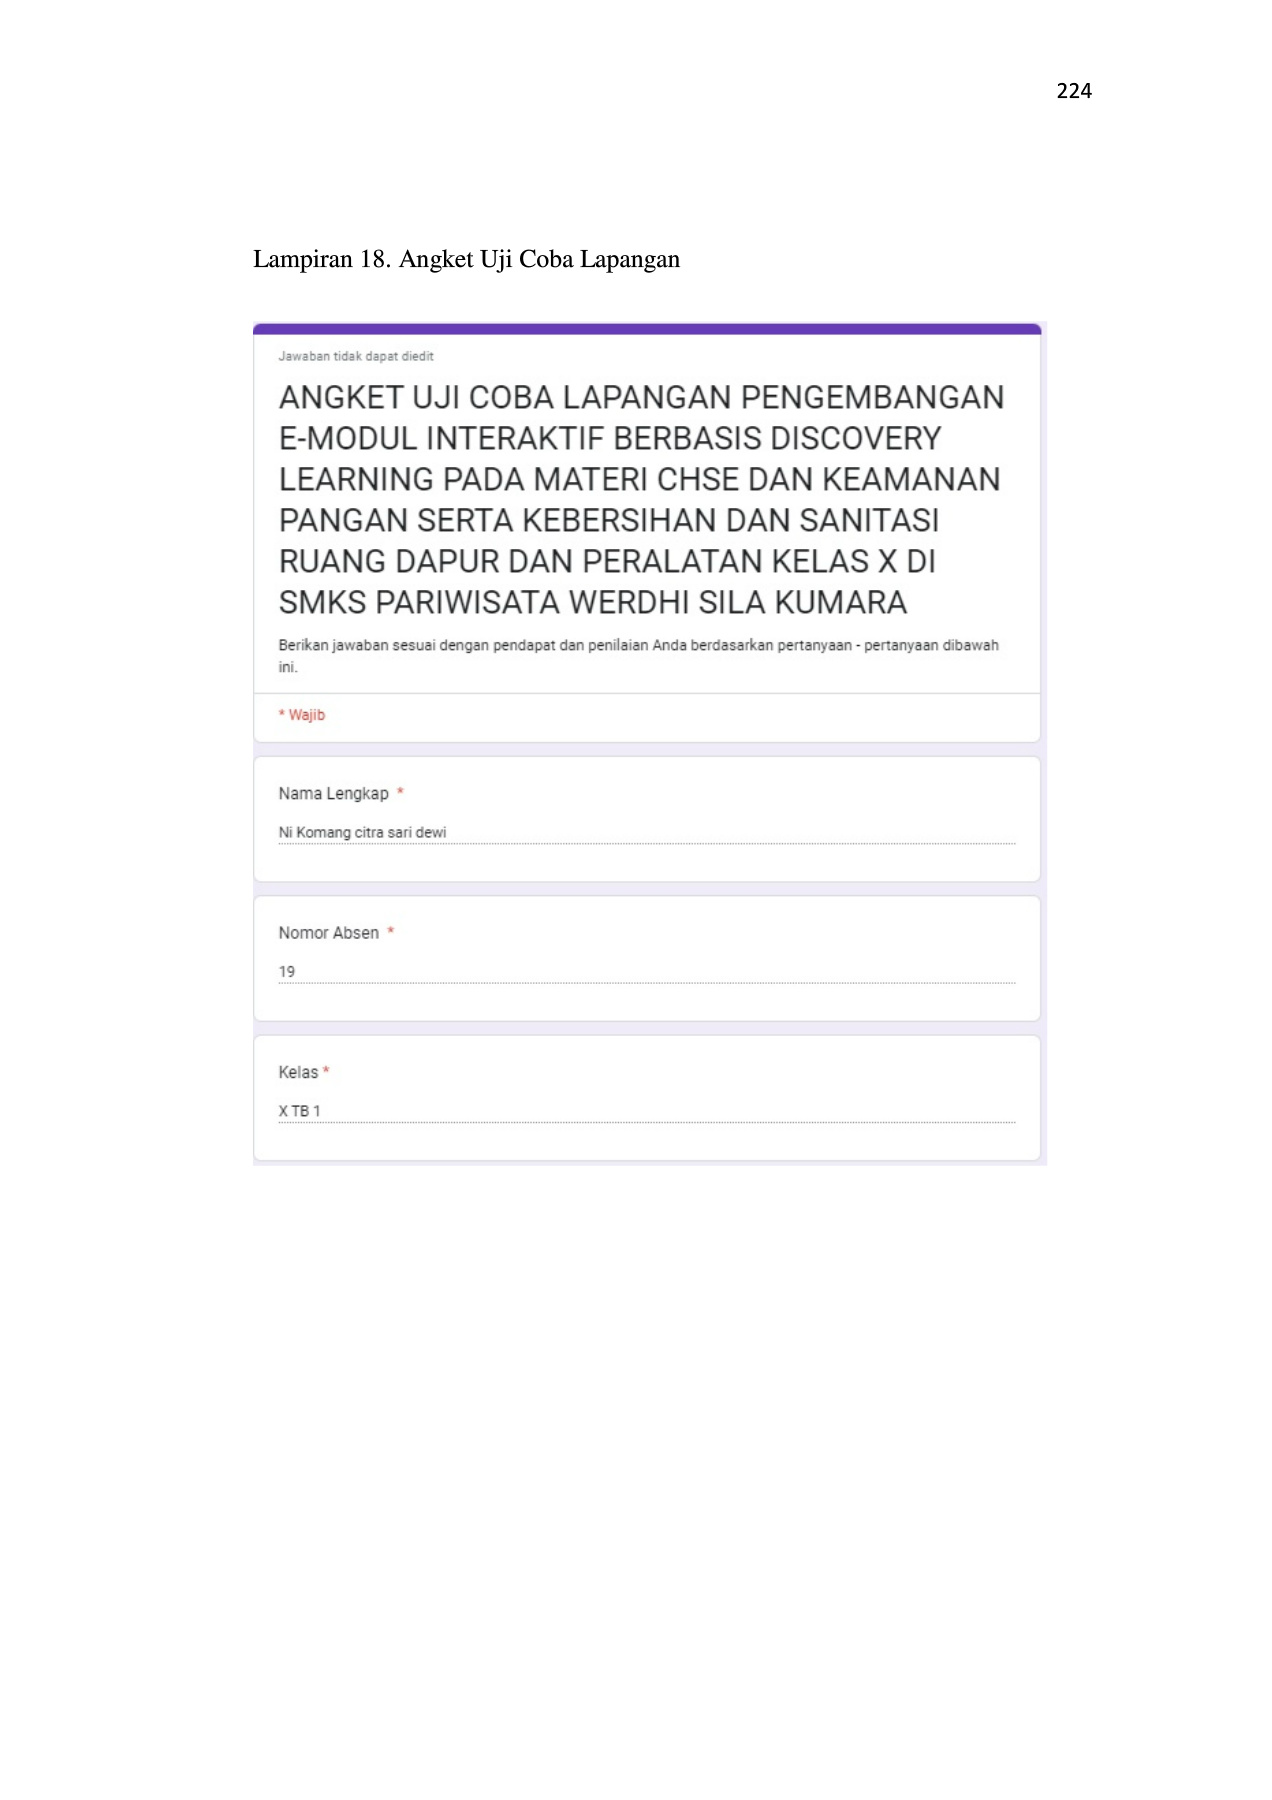 224
Lampiran 18. Angket Uji Coba Lapangan
Jawaban tidak dapat diedit
ANGKET UJI COBA LAPANGAN PENGEMBANGAN
E-MODUL INTERAKTIF BERBASIS DISCOVERY
LEARNING PADA MATERI CHSE DAN KEAMANAN
PANGAN SERTA KEBERSIHAN DAN SANITASI
RUANG DAPUR DAN PERALATAN KELAS X DI
SMKS PARIWISATA WERDHI SILA KUMARA
Berikan jawaban sesuai dengan pendapat dan penilaian Anda berdasarkan pertanyaan - pertanyaan dibawah
ini.
* Wajib
Nama Lengkap *
Ni Komang citra sari dewi
Nomor Absen *
19
Kelas *
X TB 1